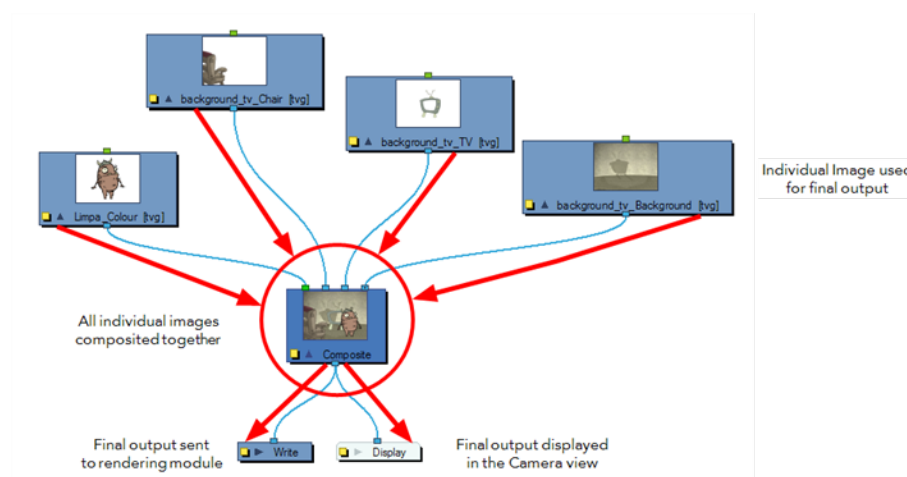 background_tv_Chair [tvg]
background_tv_TV [tvg]
Limpa_Colour [tvg]
background_tv_Background [tvg]
Individual Image used
for final output
All individual images
composited together
Composite
Final output sent
to rendering module
Write
Display
Final output displayed
in the Camera view